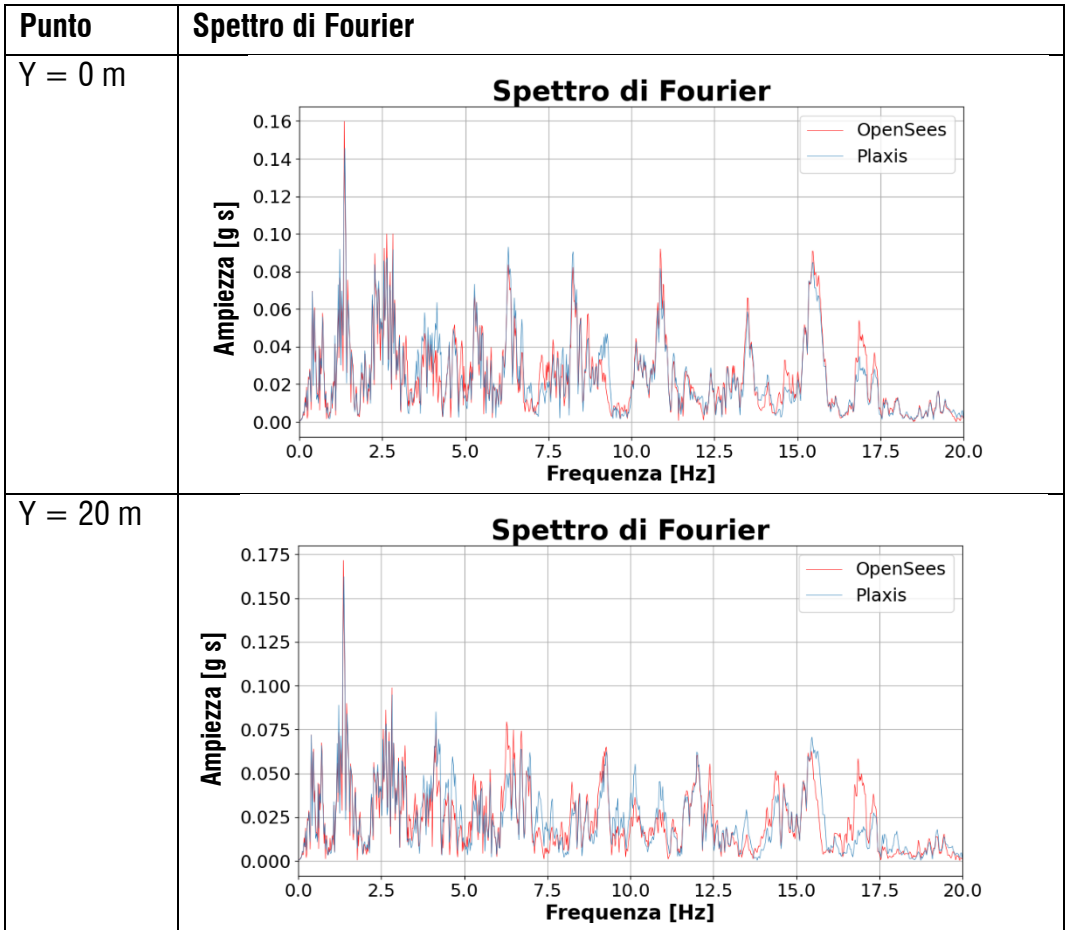 Punto Spettro di Fourier
Y = 0 m
Spettro di Fourier
OpenSees
Plaxis
Ampiezza [g s]
0.16
0.14
0.12
0.10
0.08
0.06
0.04
0.02
0.00
0.0 2.5 5.0 7.5 10.0 12.5 15.0 17.5 20.0
Frequenza [Hz]
Y = 20 m
Spettro di Fourier
OpenSees
Plaxis
Ampiezza [g s]
0.175
0.150
0.125
0.100
0.075
0.050
0.025
0.000
0.0 2.5 5.0 7.5 10.0 12.5 15.0 17.5 20.0
Frequenza [Hz]